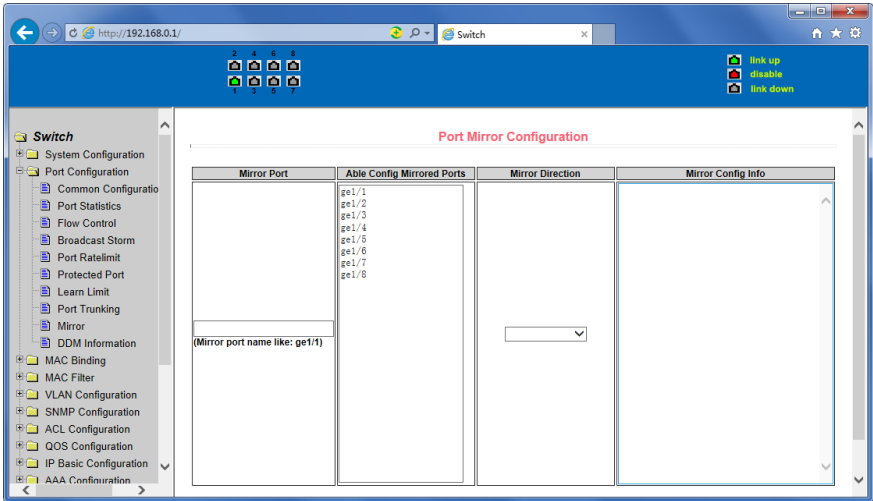 http://192.168.0.1/
Switch
2 4 6 8
1 3 5 7
link up
disable
link down
Switch
System Configuration
Port Configuration
Common Configuratio
Port Statistics
Flow Control
Broadcast Storm
Port Ratelimit
Protected Port
Learn Limit
Port Trunking
Mirror
DDM Information
MAC Binding
MAC Filter
VLAN Configuration
SNMP Configuration
ACL Configuration
QOS Configuration
IP Basic Configuration
AAA Configuration
Port Mirror Configuration
Mirror Port
Able Config Mirrored Ports
Mirror Direction
Mirror Config Info
ge1/1
ge1/2
ge1/3
ge1/4
ge1/5
ge1/6
ge1/7
ge1/8
(Mirror port name like: ge1/1)